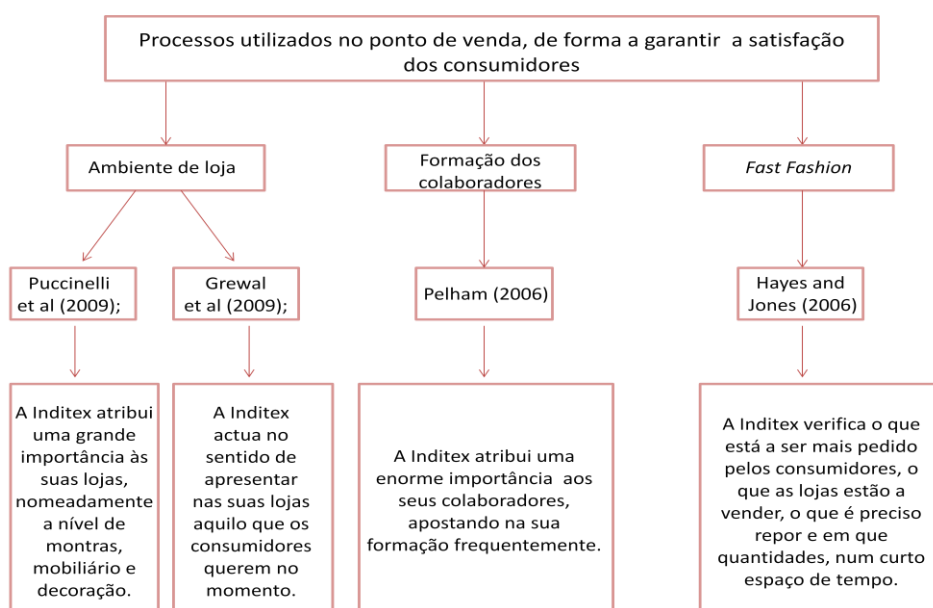 Processos utilizados no ponto de venda, de forma a garantir a satisfação
dos consumidores
Ambiente de loja
Formação dos
colaboradores
Fast Fashion
Puccinelli
et al (2009);
Grewal
et al (2009);
Pelham (2006)
Hayes and
Jones (2006)
A Inditex atribui
uma grande
importância às
suas lojas,
nomeadamente
a nível de
montras,
mobiliário e
decoração.
A Inditex
actua no
sentido de
apresentar
nas suas lojas
aquilo que os
consumidores
querem no
momento.
A Inditex atribui uma
enorme importância aos
seus colaboradores,
apostando na sua
formação frequentemente.
A Inditex verifica o que
está a ser mais pedido
pelos consumidores, o
que as lojas estão a
vender, o que é preciso
repor e em que
quantidades, num curto
espaço de tempo.